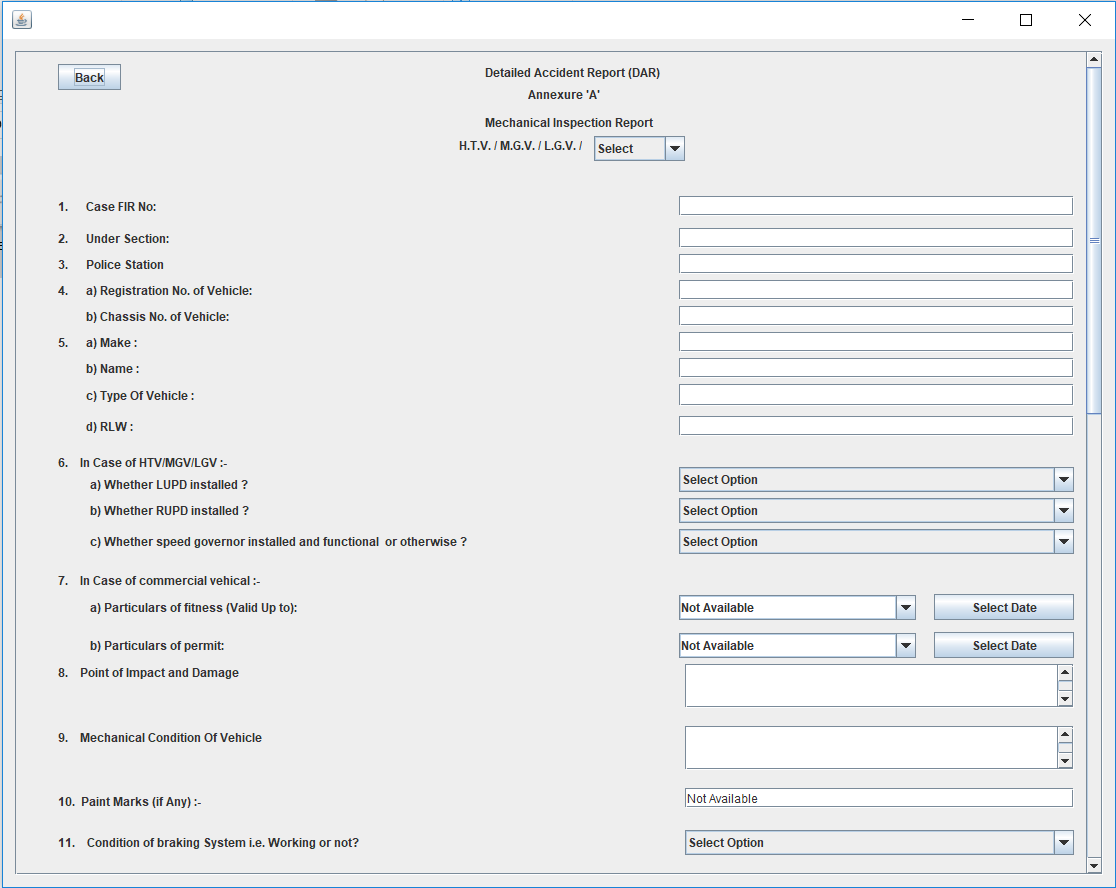 Back
Detailed Accident Report (DAR)
Annexure 'A'
Mechanical Inspection Report
H.T.V. / M.G.V. / L.G.V. / Select
1. Case FIR No:
2. Under Section:
3. Police Station
4. a) Registration No. of Vehicle:
b) Chassis No. of Vehicle:
5. a) Make :
b) Name :
c) Type Of Vehicle :
d) RLW :
6. In Case of HTV/MGV/LGV :-
a) Whether LUPD installed ? Select Option
b) Whether RUPD installed ? Select Option
c) Whether speed governor installed and functional or otherwise ? Select Option
7. In Case of commercial vehical :-
a) Particulars of fitness (Valid Up to): Not Available Select Date
b) Particulars of permit: Not Available Select Date
8. Point of Impact and Damage
9. Mechanical Condition Of Vehicle
10. Paint Marks (if Any) :- Not Available
11. Condition of braking System i.e. Working or not? Select Option